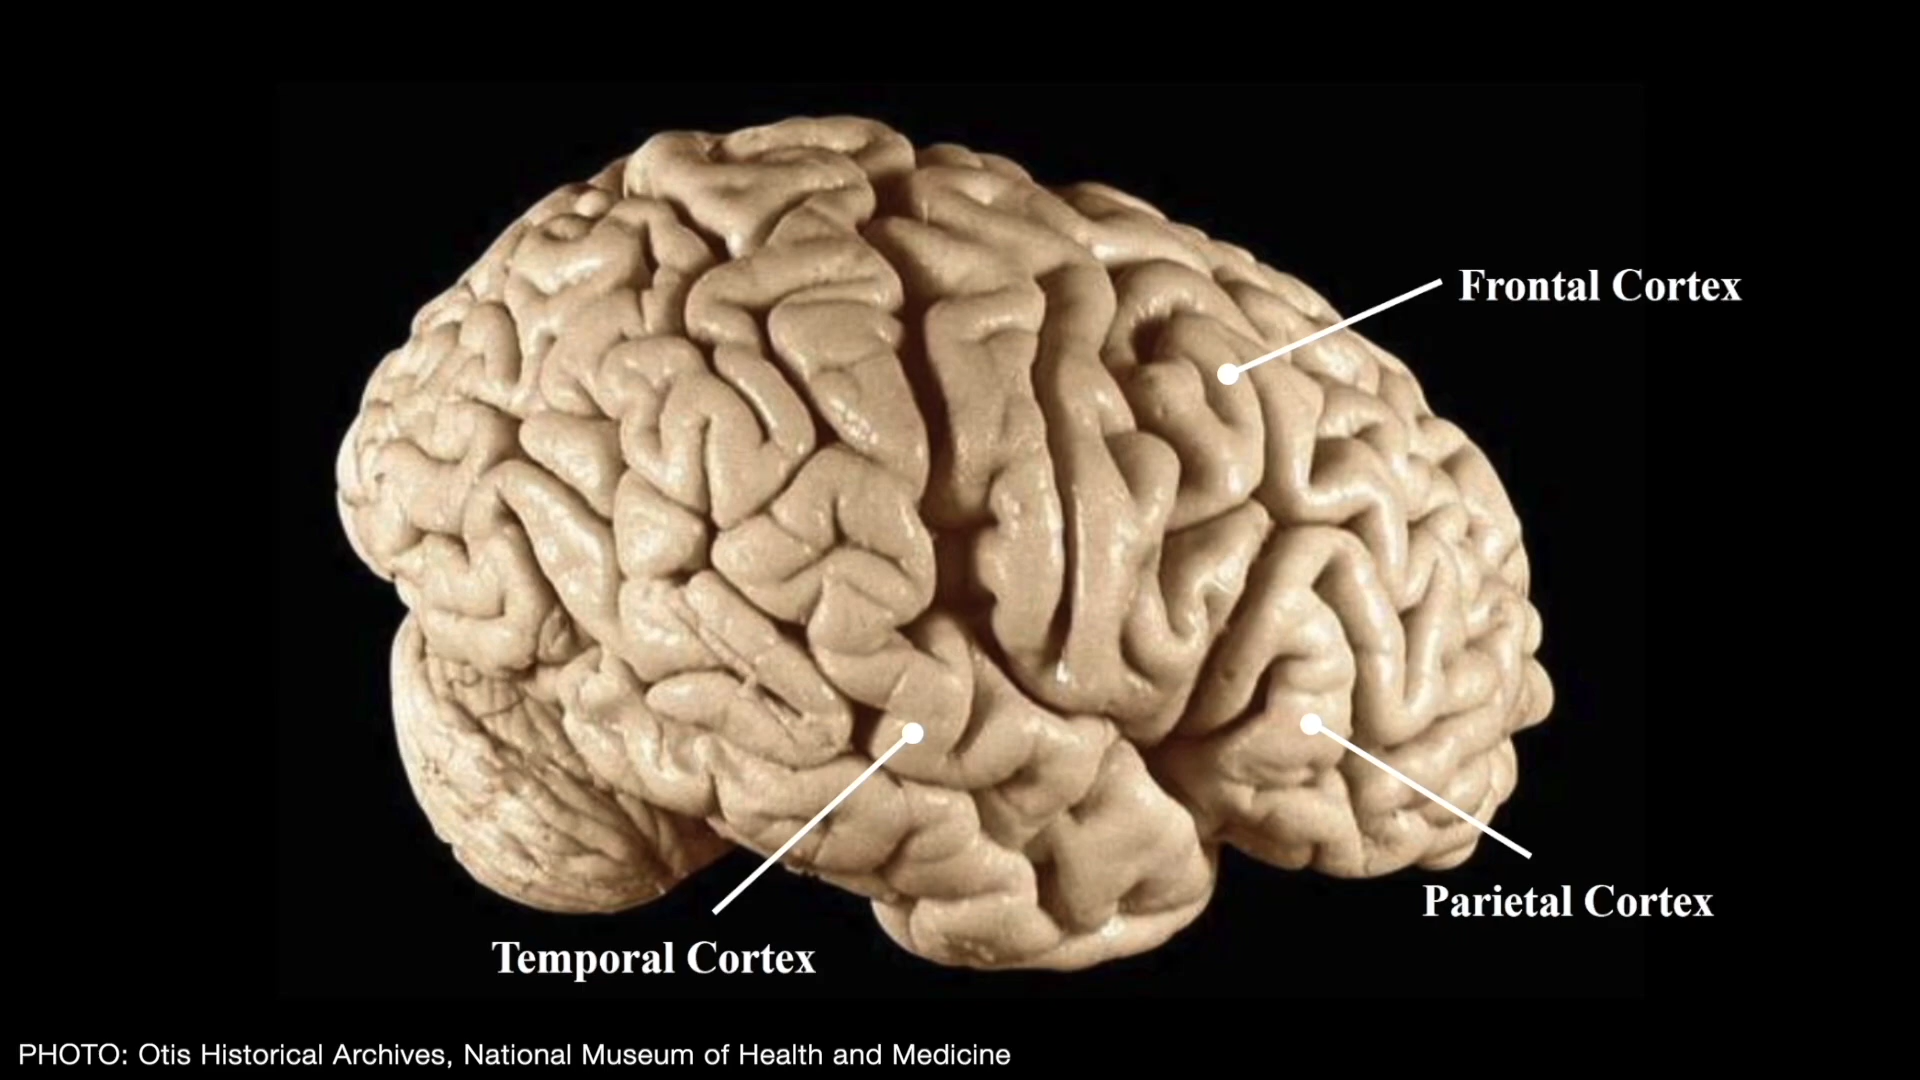 Frontal Cortex
Parietal Cortex
Temporal Cortex
PHOTO: Otis Historical Archives, National Museum of Health and Medicine